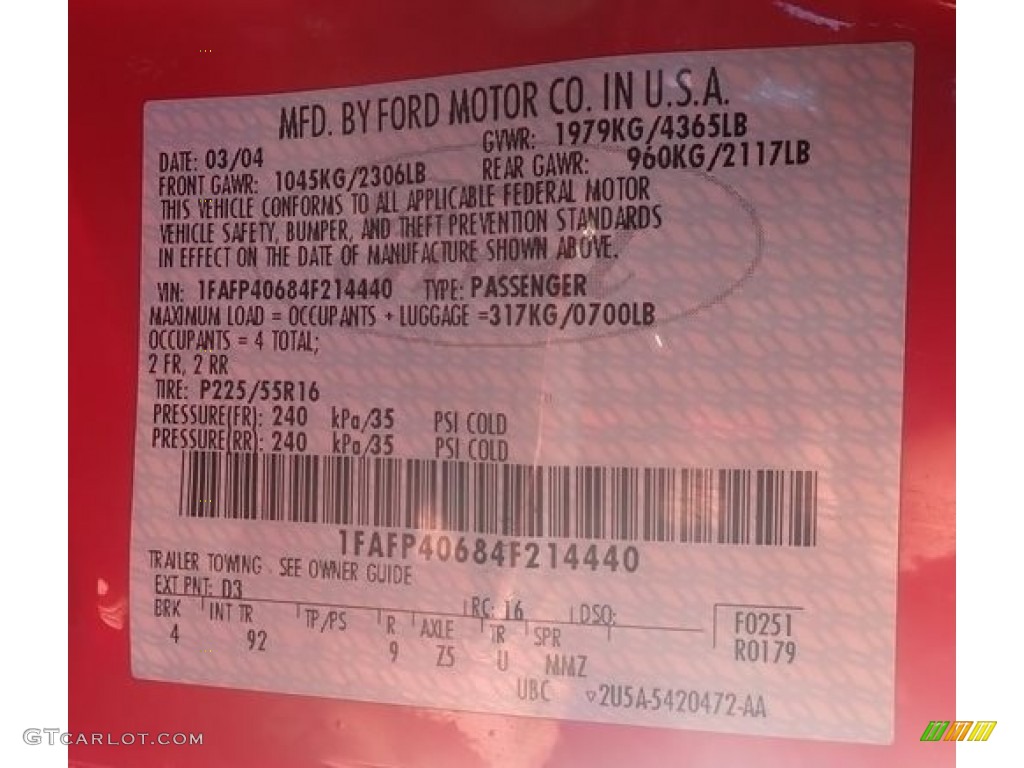 MFD. BY FORD MOTOR CO. IN U.S.A.
DATE: 03/04 GVWR: 1979KG/4365LB
FRONT GAWR: 1045KG/2306LB REAR GAWR: 960KG/2117LB
THIS VEHICLE CONFORMS TO ALL APPLICABLE FEDERAL MOTOR
VEHICLE SAFETY, BUMPER, AND THEFT PREVENTION STANDARDS
IN EFFECT ON THE DATE OF MANUFACTURE SHOWN ABOVE.
VIN: 1FAFP40684F214440 TYPE: PASSENGER
MAXIMUM LOAD = OCCUPANTS + LUGGAGE =317KG/0700LB
OCCUPANTS = 4 TOTAL;
2 FR, 2 RR
TIRE: P225/55R16
PRESSURE(FR): 240 kPa/35 PSI COLD
PRESSURE(RR): 240 kPa/35 PSI COLD
1FAFP40684F214440
TRAILER TOWING - SEE OWNER GUIDE
EXT PNT: D3 RC: 16 DSO: F0251
BRK INT TR TP/PS R AXLE TR SPR R0179
4 92 9 Z5 U MMZ
UBC ▽2U5A-5420472-AA
GTCARLOT.COM